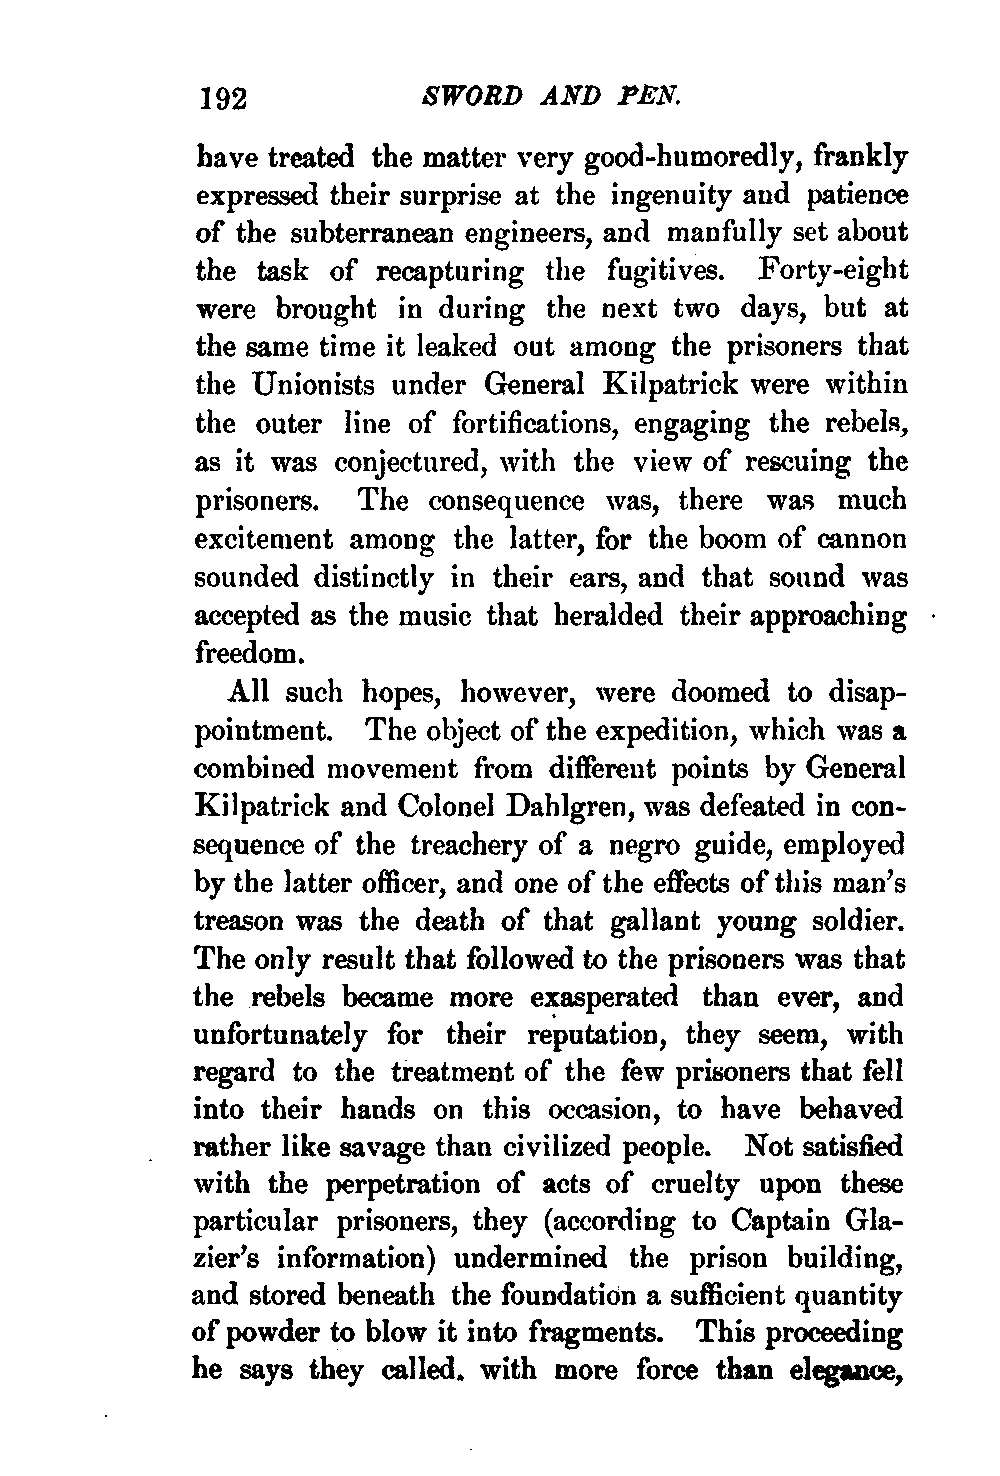 192 SWORD AND PEN.
have treated the matter very good-humoredly, frankly
expressed their surprise at the ingenuity and patience
of the subterranean engineers, and manfully set about
the task of recapturing the fugitives. Forty-eight
were brought in during the next two days, but at
the same time it leaked out among the prisoners that
the Unionists under General Kilpatrick were within
the outer line of fortifications, engaging the rebels,
as it was conjectured, with the view of rescuing the
prisoners. The consequence was, there was much
excitement among the latter, for the boom of cannon
sounded distinctly in their ears, and that sound was
accepted as the music that heralded their approaching
freedom.
All such hopes, however, were doomed to disap-
pointment. The object of the expedition, which was a
combined movement from different points by General
Kilpatrick and Colonel Dahlgren, was defeated in con-
sequence of the treachery of a negro guide, employed
by the latter officer, and one of the effects of this man's
treason was the death of that gallant young soldier.
The only result that followed to the prisoners was that
the rebels became more exasperated than ever, and
unfortunately for their reputation, they seem, with
regard to the treatment of the few prisoners that fell
into their hands on this occasion, to have behaved
rather like savage than civilized people. Not satisfied
with the perpetration of acts of cruelty upon these
particular prisoners, they (according to Captain Gla-
zier's information) undermined the prison building,
and stored beneath the foundation a sufficient quantity
of powder to blow it into fragments. This proceeding
he says they called. with more force than elegance,